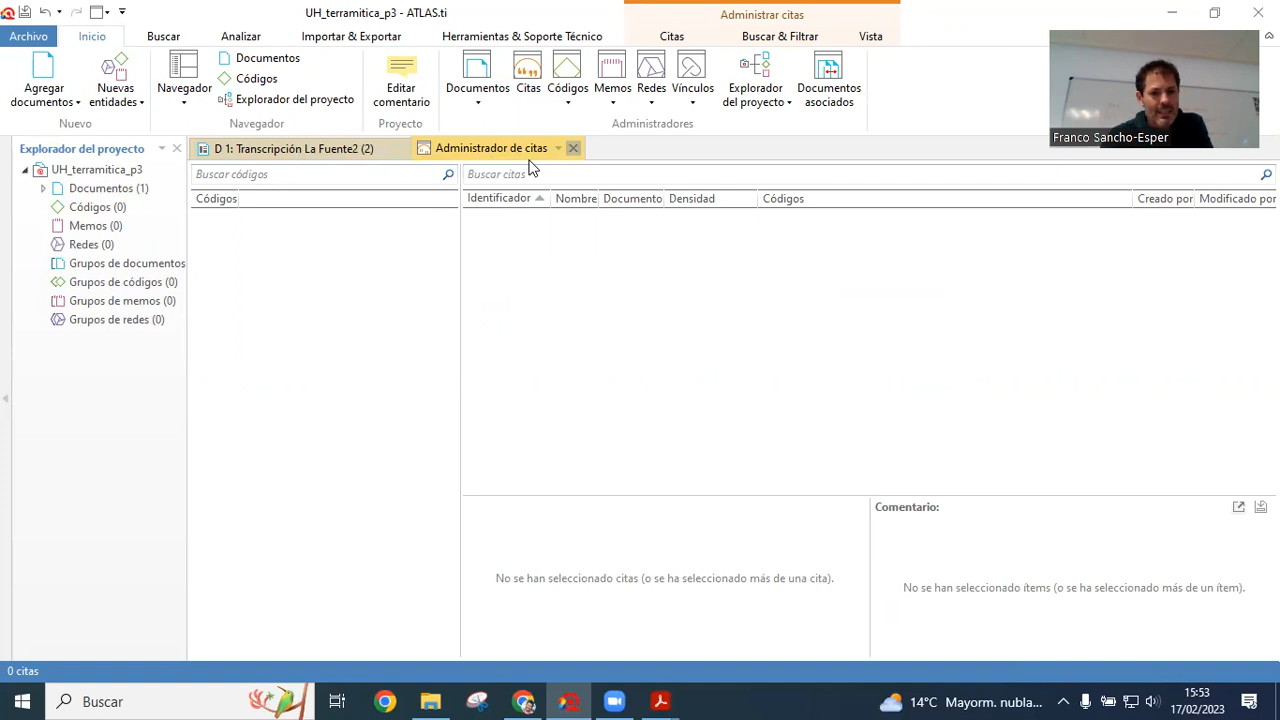 UH_terramitica_p3 - ATLAS.ti
Administrar citas
Archivo
Inicio
Buscar
Analizar
Importar & Exportar
Herramientas & Soporte Técnico
Citas
Buscar & Filtrar
Vista
Agregar documentos
Nuevas entidades
Navegador
Documentos
Códigos
Explorador del proyecto
Editar comentario
Documentos
Citas
Códigos
Memos
Redes
Vínculos
Explorador del proyecto
Documentos asociados
Nuevo
Navegador
Proyecto
Administradores
Franco Sancho-Esper
Explorador del proyecto
D 1: Transcripción La Fuente2 (2)
Administrador de citas
UH_terramitica_p3
Documentos (1)
Códigos (0)
Memos (0)
Redes (0)
Grupos de documentos
Grupos de códigos (0)
Grupos de memos (0)
Grupos de redes (0)
Buscar códigos
Códigos
Buscar citas
Identificador
Nombre
Documento
Densidad
Códigos
Creado por
Modificado por
No se han seleccionado citas (o se ha seleccionado más de una cita).
Comentario:
No se han seleccionado ítems (o se ha seleccionado más de un ítem).
0 citas
Buscar
14°C Mayorm. nubla...
15:53
17/02/2023